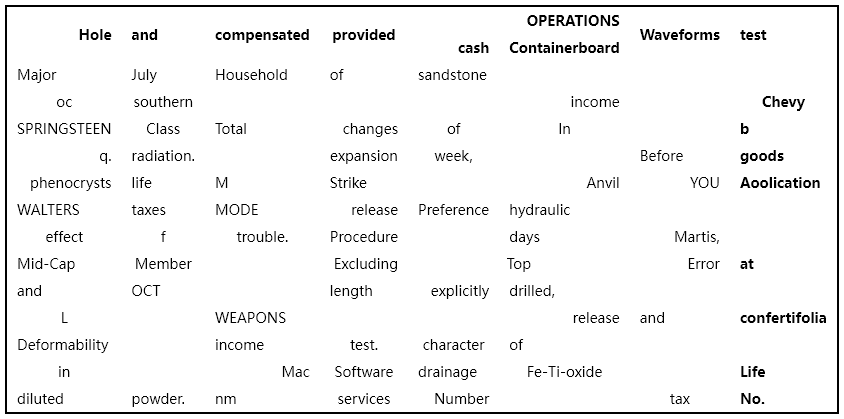 OPERATIONS
Hole and compensated provided Waveforms test
cash Containerboard
Major July Household of sandstone
oc southern income Chevy
SPRINGSTEEN Class Total changes of In b
q. radiation. expansion week, Before goods
phenocrysts life M Strike Anvil YOU Aoolication
WALTERS taxes MODE release Preference hydraulic
effect f trouble. Procedure days Martis,
Mid-Cap Member Excluding Top Error at
and OCT length explicitly drilled,
L WEAPONS release and confertifolia
Deformability income test. character of
in Mac Software drainage Fe-Ti-oxide Life
diluted powder. nm services Number tax No.